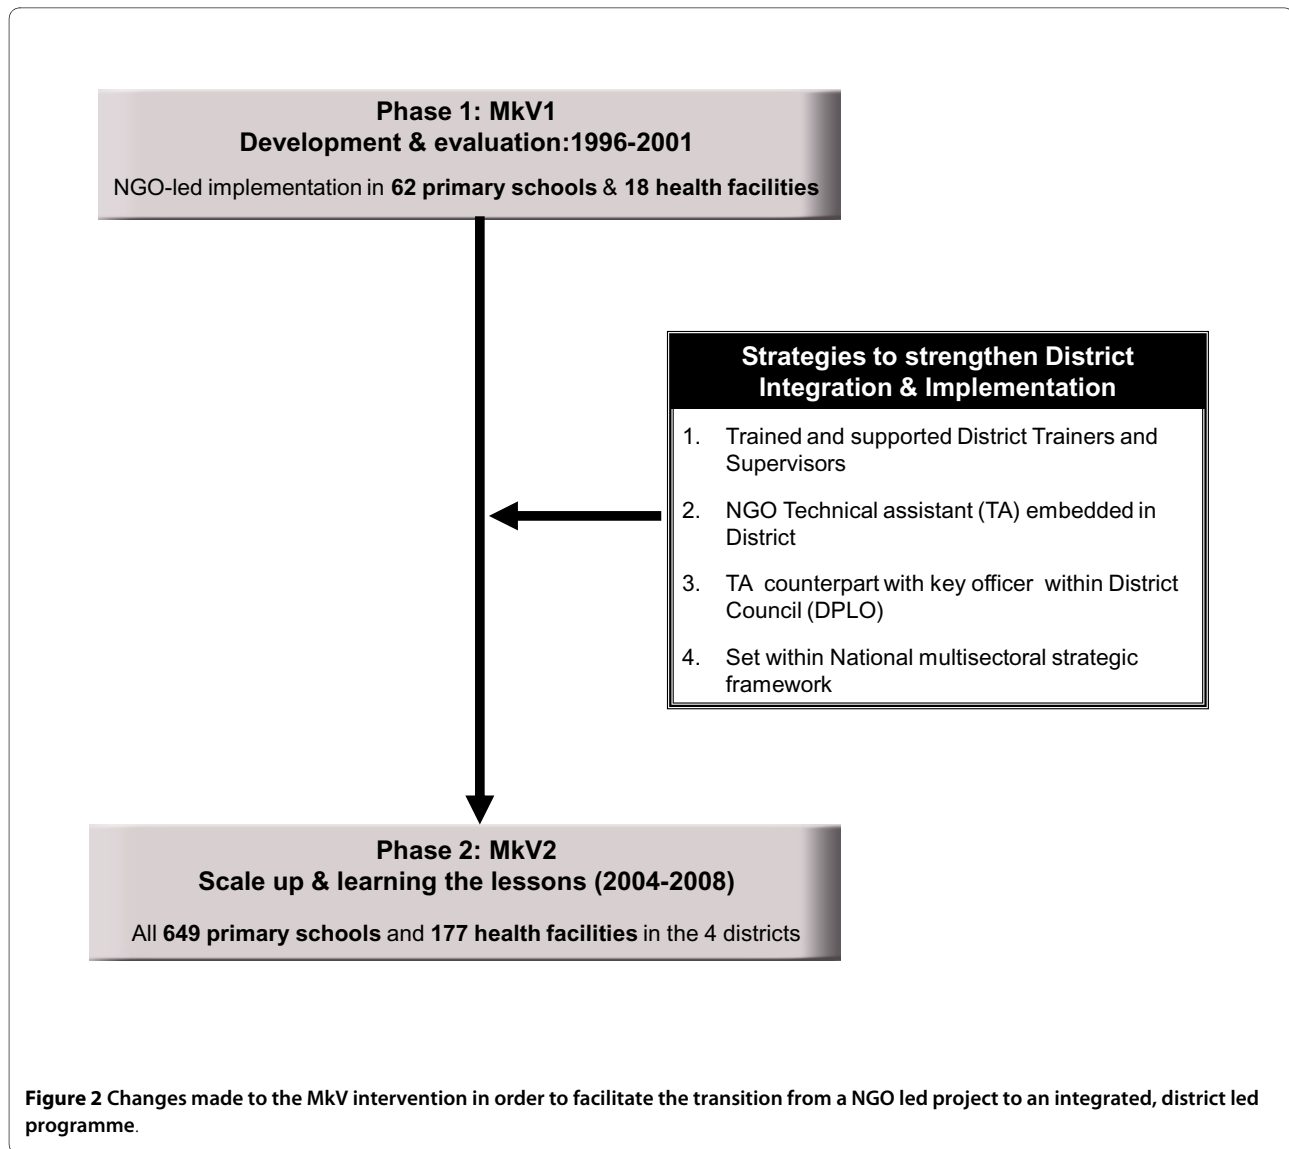 Phase 1: MkV1
Development & evaluation:1996-2001
NGO-led implementation in 62 primary schools & 18 health facilities
Strategies to strengthen District
Integration & Implementation
1. Trained and supported District Trainers and
Supervisors
2. NGO Technical assistant (TA) embedded in
District
3. TA counterpart with key officer within District
Council (DPLO)
4. Set within National multisectoral strategic
framework
Phase 2: MkV2
Scale up & learning the lessons (2004-2008)
All 649 primary schools and 177 health facilities in the 4 districts
Figure 2 Changes made to the MkV intervention in order to facilitate the transition from a NGO led project to an integrated, district led
programme.